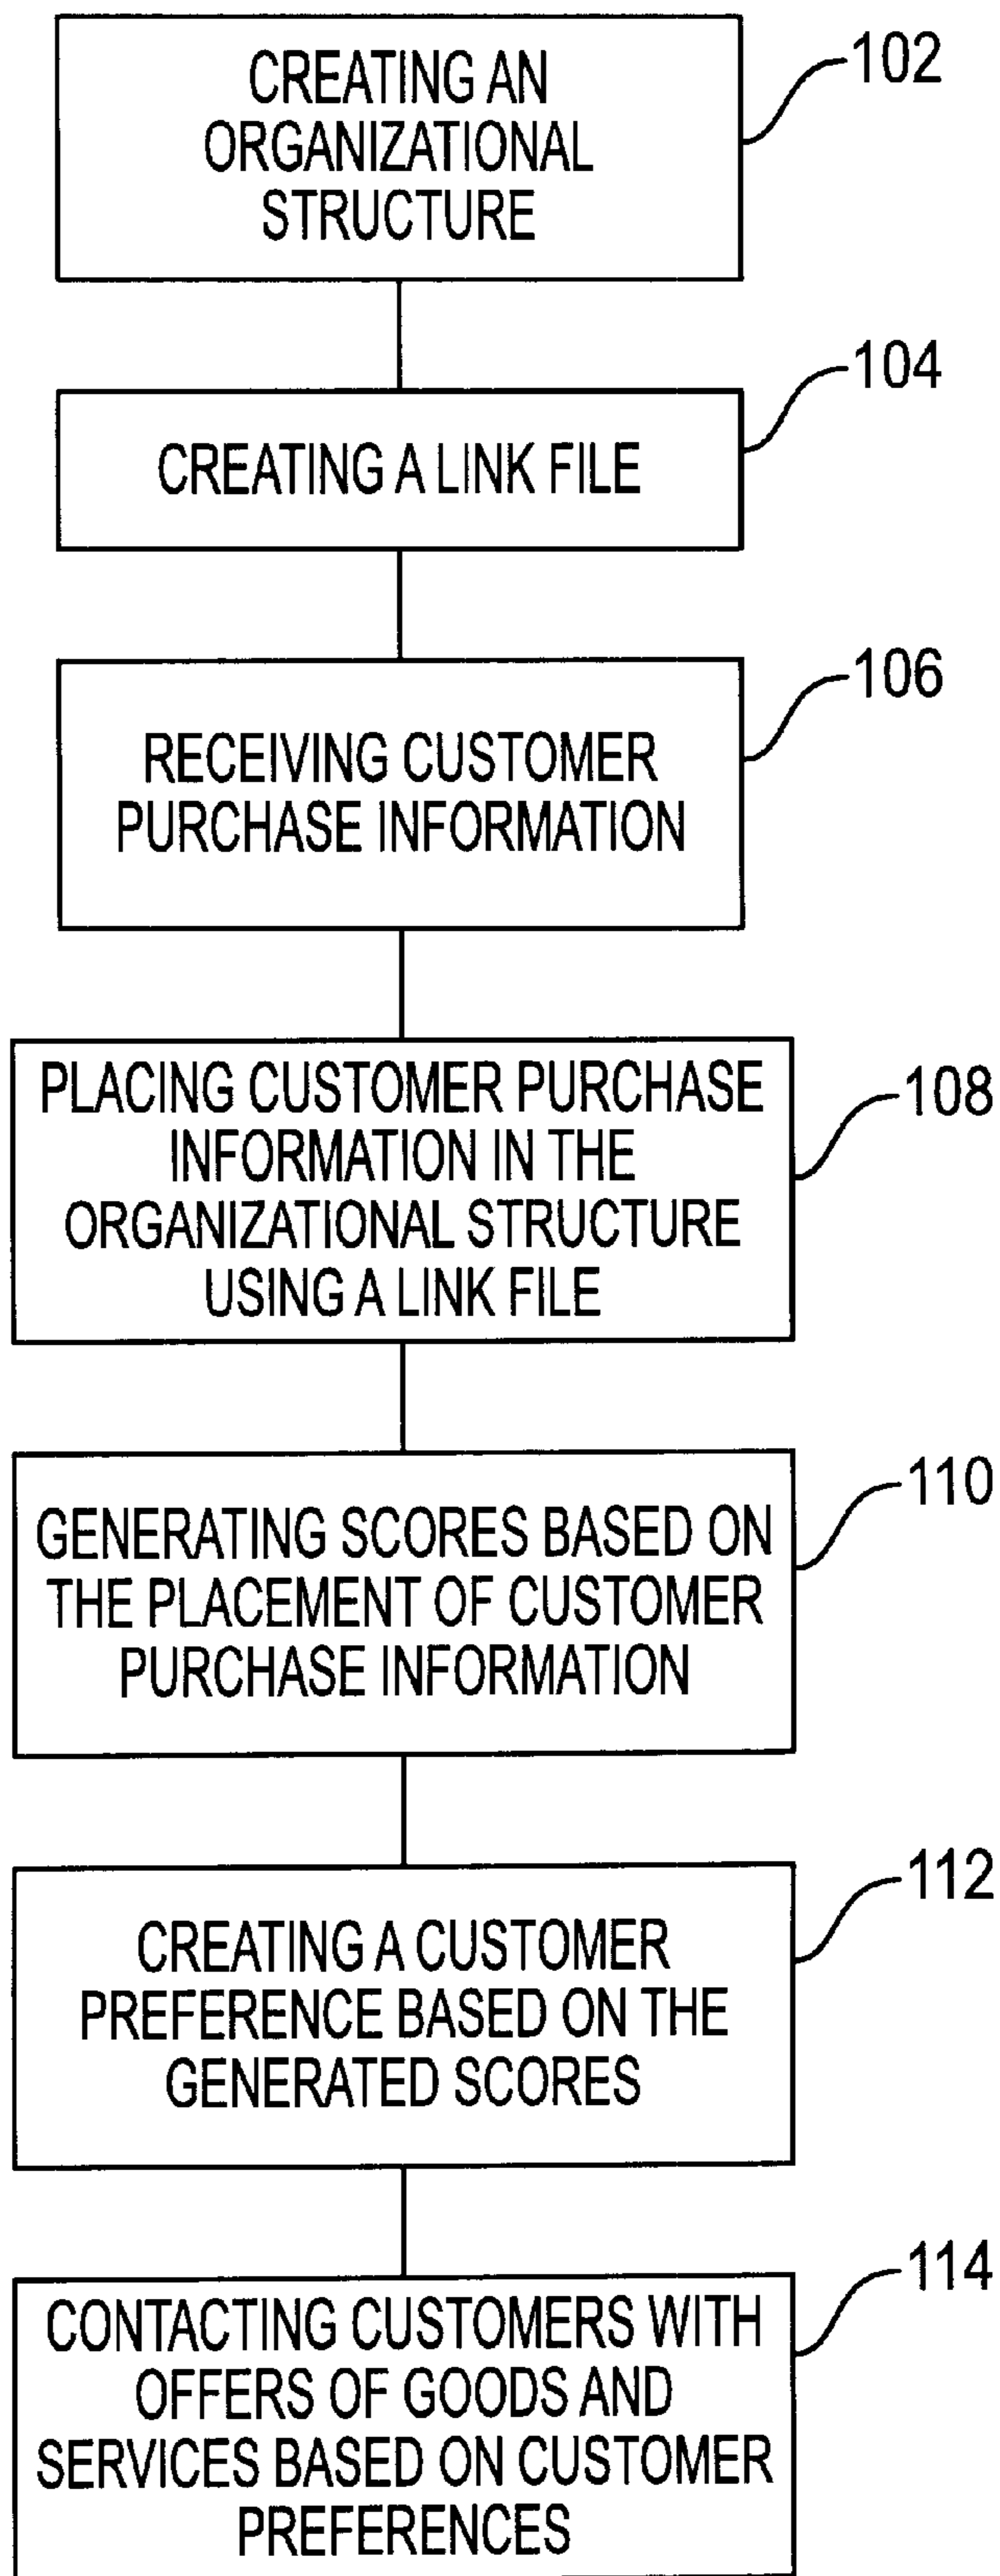 CREATING AN
ORGANIZATIONAL
STRUCTURE
102
CREATING A LINK FILE
104
RECEIVING CUSTOMER
PURCHASE INFORMATION
106
PLACING CUSTOMER PURCHASE
INFORMATION IN THE
ORGANIZATIONAL STRUCTURE
USING A LINK FILE
108
GENERATING SCORES BASED ON
THE PLACEMENT OF CUSTOMER
PURCHASE INFORMATION
110
CREATING A CUSTOMER
PREFERENCE BASED ON THE
GENERATED SCORES
112
CONTACTING CUSTOMERS WITH
OFFERS OF GOODS AND
SERVICES BASED ON CUSTOMER
PREFERENCES
114